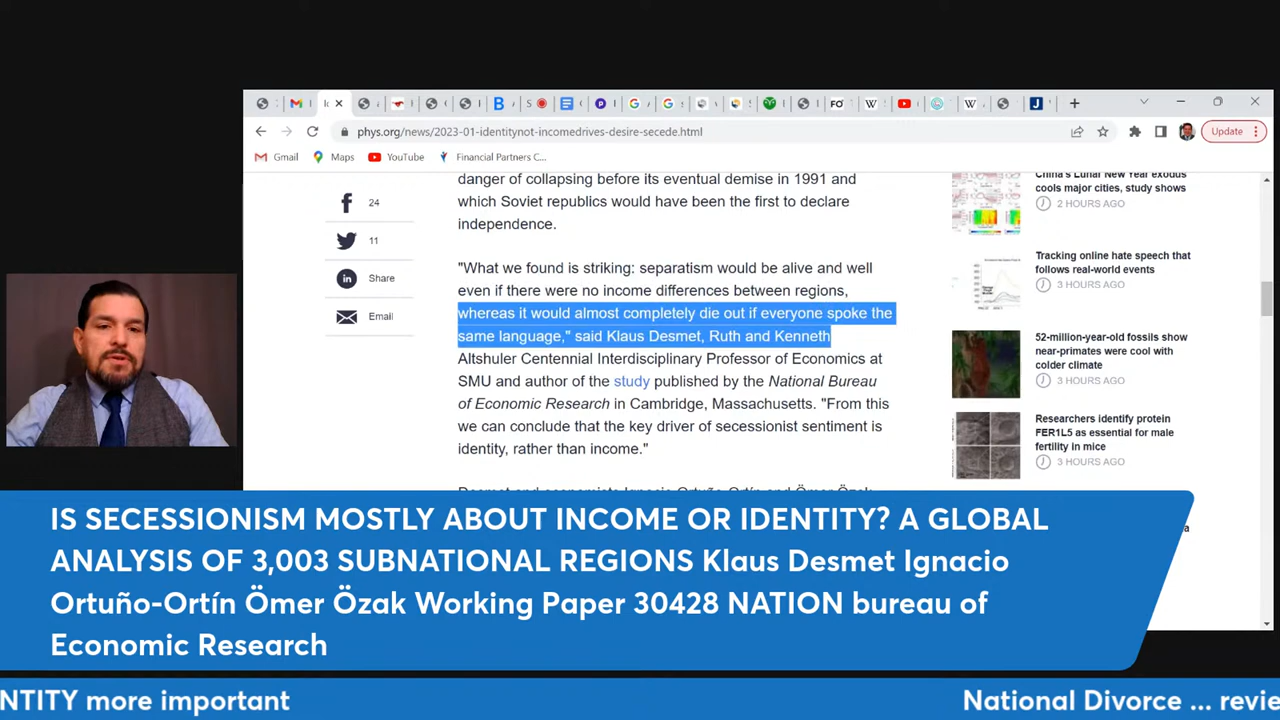 phys.org/news/2023-01-identitynot-incomedrives-desire-secede.html
Update
Gmail
Maps
YouTube
Financial Partners C...
24
11
Share
Email
danger of collapsing before its eventual demise in 1991 and
which Soviet republics would have been the first to declare
independence.
"What we found is striking: separatism would be alive and well
even if there were no income differences between regions,
whereas it would almost completely die out if everyone spoke the
same language," said Klaus Desmet, Ruth and Kenneth
Altshuler Centennial Interdisciplinary Professor of Economics at
SMU and author of the study published by the National Bureau
of Economic Research in Cambridge, Massachusetts. "From this
we can conclude that the key driver of secessionist sentiment is
identity, rather than income."
Desmet and economists Ignacio Ortuño-Ortín and Ömer Özak
China's Lunar New Year exodus
cools major cities, study shows
2 HOURS AGO
Tracking online hate speech that
follows real-world events
3 HOURS AGO
52-million-year-old fossils show
near-primates were cool with
colder climate
3 HOURS AGO
Researchers identify protein
FER1L5 as essential for male
fertility in mice
3 HOURS AGO
IS SECESSIONISM MOSTLY ABOUT INCOME OR IDENTITY? A GLOBAL
ANALYSIS OF 3,003 SUBNATIONAL REGIONS Klaus Desmet Ignacio
Ortuño-Ortín Ömer Özak Working Paper 30428 NATION bureau of
Economic Research
NTITY more important
National Divorce ... revie